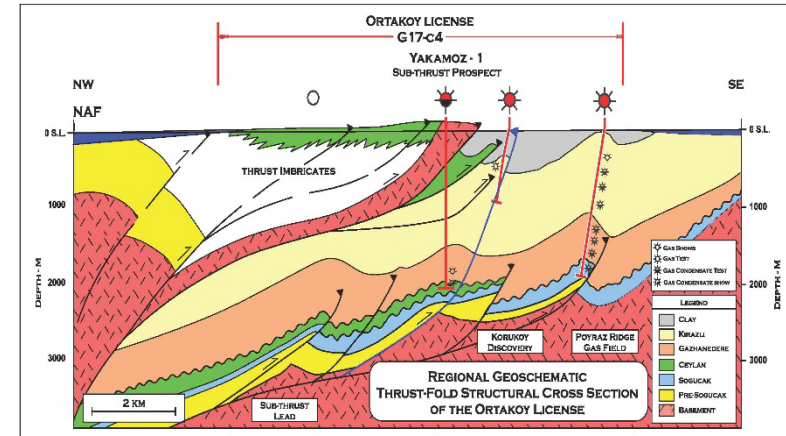 ORTAKOY LICENSE
G17-C4
YAKAMOZ - 1
SUB-THRUST PROSPECT
NW
SE
NAF
0 S.L.
0 S.L.
THRUST IMBRICATES
1000
1000
2000
2000
3000
3000
DEPTH - M
DEPTH - M
GAS SHOWS
GAS TEST
GAS CONDENSATE TEST
GAS CONDENSATE SHOW
LEGEND
CLAY
KIRAZLI
GAZHANEDERE
CEYLAN
SOGUCAK
PRE-SOGUCAK
BASEMENT
KORUKOY
DISCOVERY
POYRAZ RIDGE
GAS FIELD
REGIONAL GEOSCHEMATIC
THRUST-FOLD STRUCTURAL CROSS SECTION
OF THE ORTAKOY LICENSE
2 KM
SUB-THRUST
LEAD